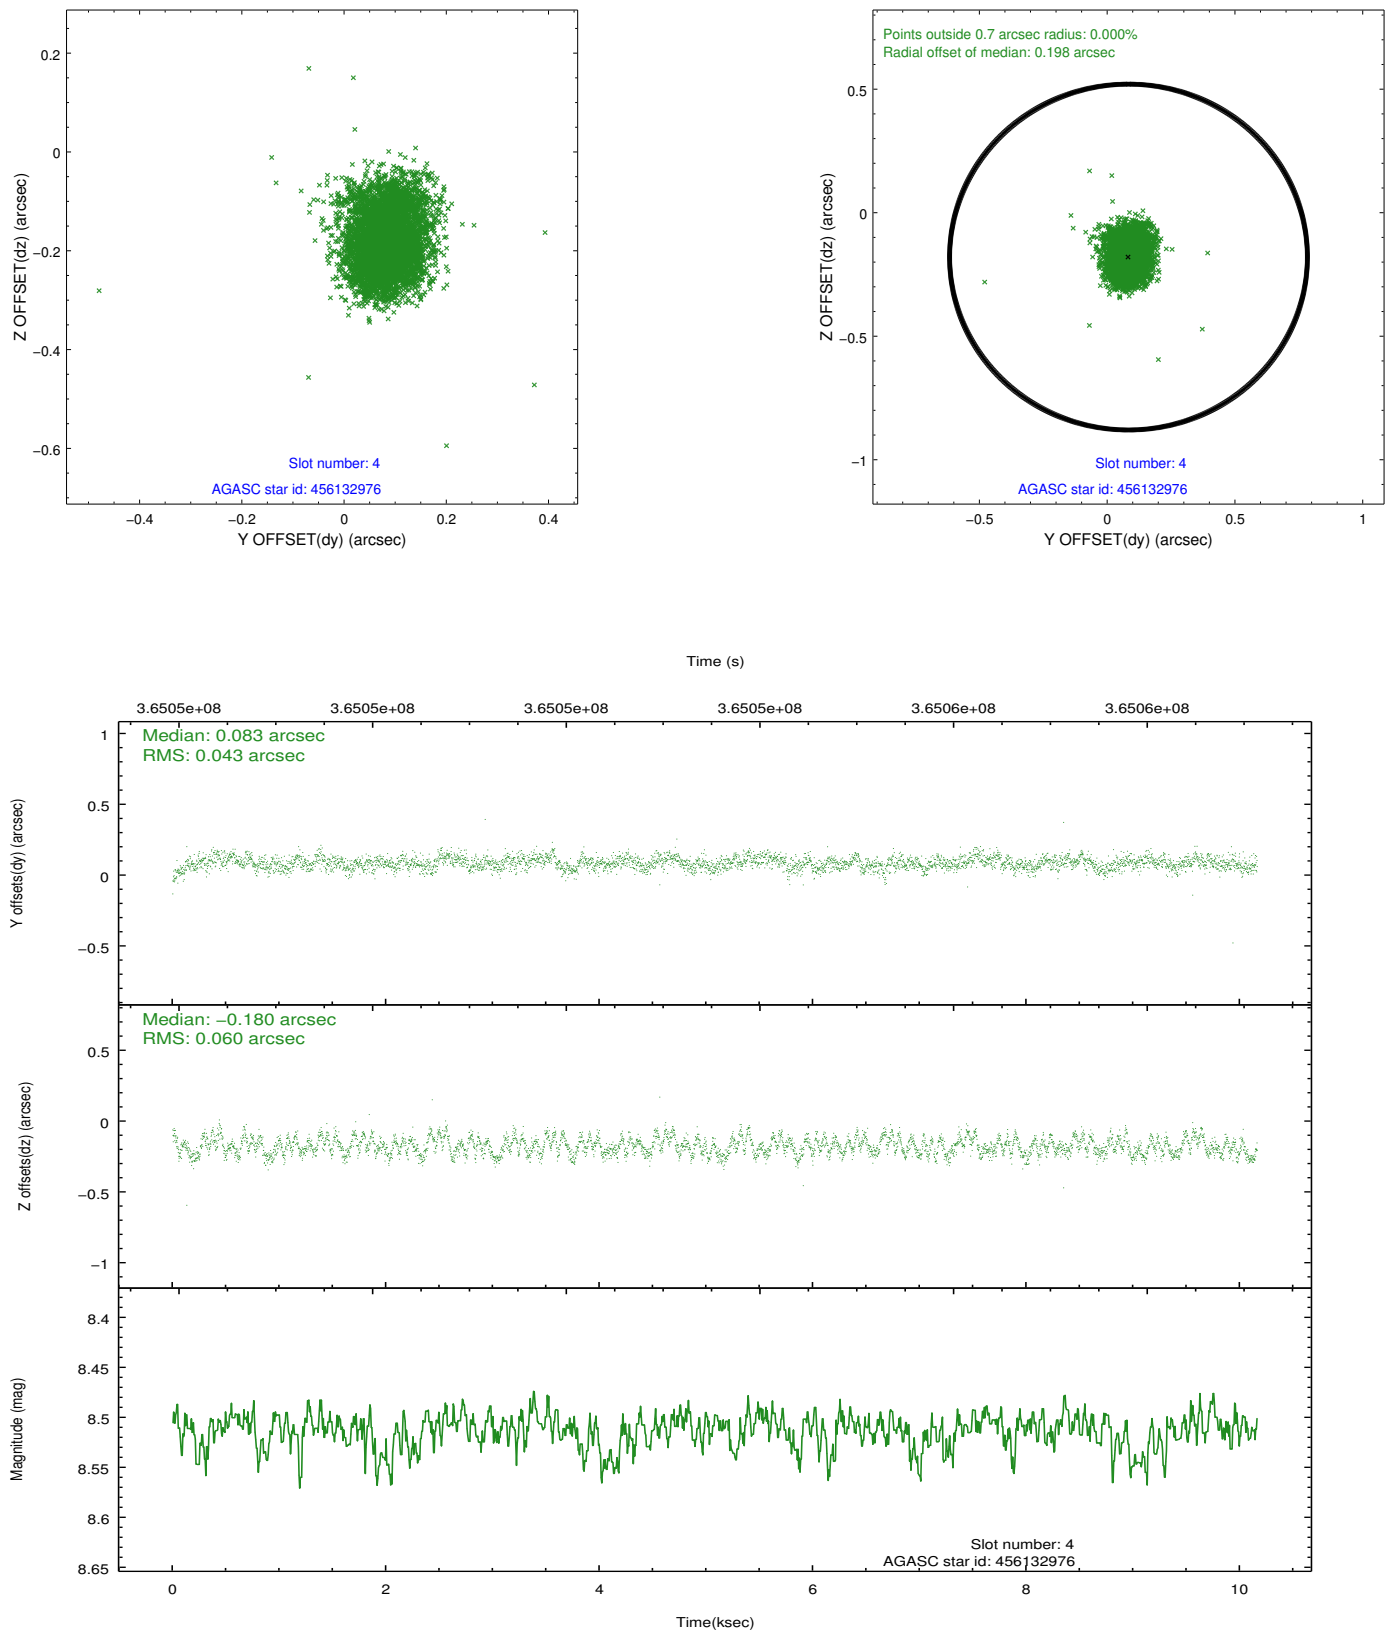 0.2
0
−0.2
−0.4
−0.6
Z OFFSET(dz) (arcsec)
Slot number: 4
AGASC star id: 456132976
−0.4
−0.2
0
0.2
0.4
Y OFFSET(dy) (arcsec)
Points outside 0.7 arcsec radius: 0.000%
Radial offset of median: 0.198 arcsec
0.5
0
−0.5
−1
Z OFFSET(dz) (arcsec)
Slot number: 4
AGASC star id: 456132976
−0.5
0
0.5
1
Y OFFSET(dy) (arcsec)
Time (s)
3.6505e+08
3.6505e+08
3.6505e+08
3.6505e+08
3.6506e+08
3.6506e+08
Median: 0.083 arcsec
RMS: 0.043 arcsec
1
0.5
0
−0.5
Y offsets(dy) (arcsec)
Median: −0.180 arcsec
RMS: 0.060 arcsec
0.5
0
−0.5
−1
Z offsets(dz) (arcsec)
8.4
8.45
8.5
8.55
8.6
8.65
Magnitude (mag)
Slot number: 4
AGASC star id: 456132976
0
2
4
6
8
10
Time(ksec)